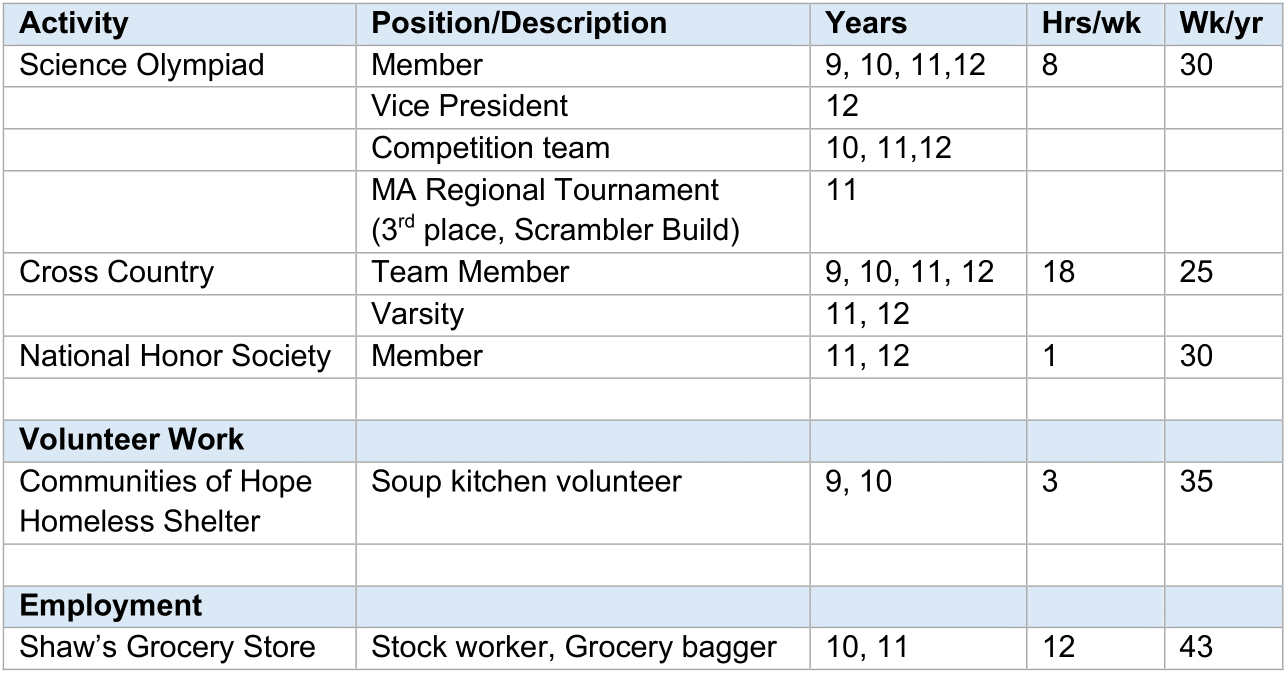 Activity Position/Description Years Hrs/wk Wk/yr
Science Olympiad Member 9, 10, 11,12 8 30
Vice President 12
Competition team 10, 11,12
MA Regional Tournament 11
(3rd place, Scrambler Build)
Cross Country Team Member 9, 10, 11, 12 18 25
Varsity 11, 12
National Honor Society Member 11, 12 1 30
Volunteer Work
Communities of Hope Soup kitchen volunteer 9, 10 3 35
Homeless Shelter
Employment
Shaw’s Grocery Store Stock worker, Grocery bagger 10, 11 12 43